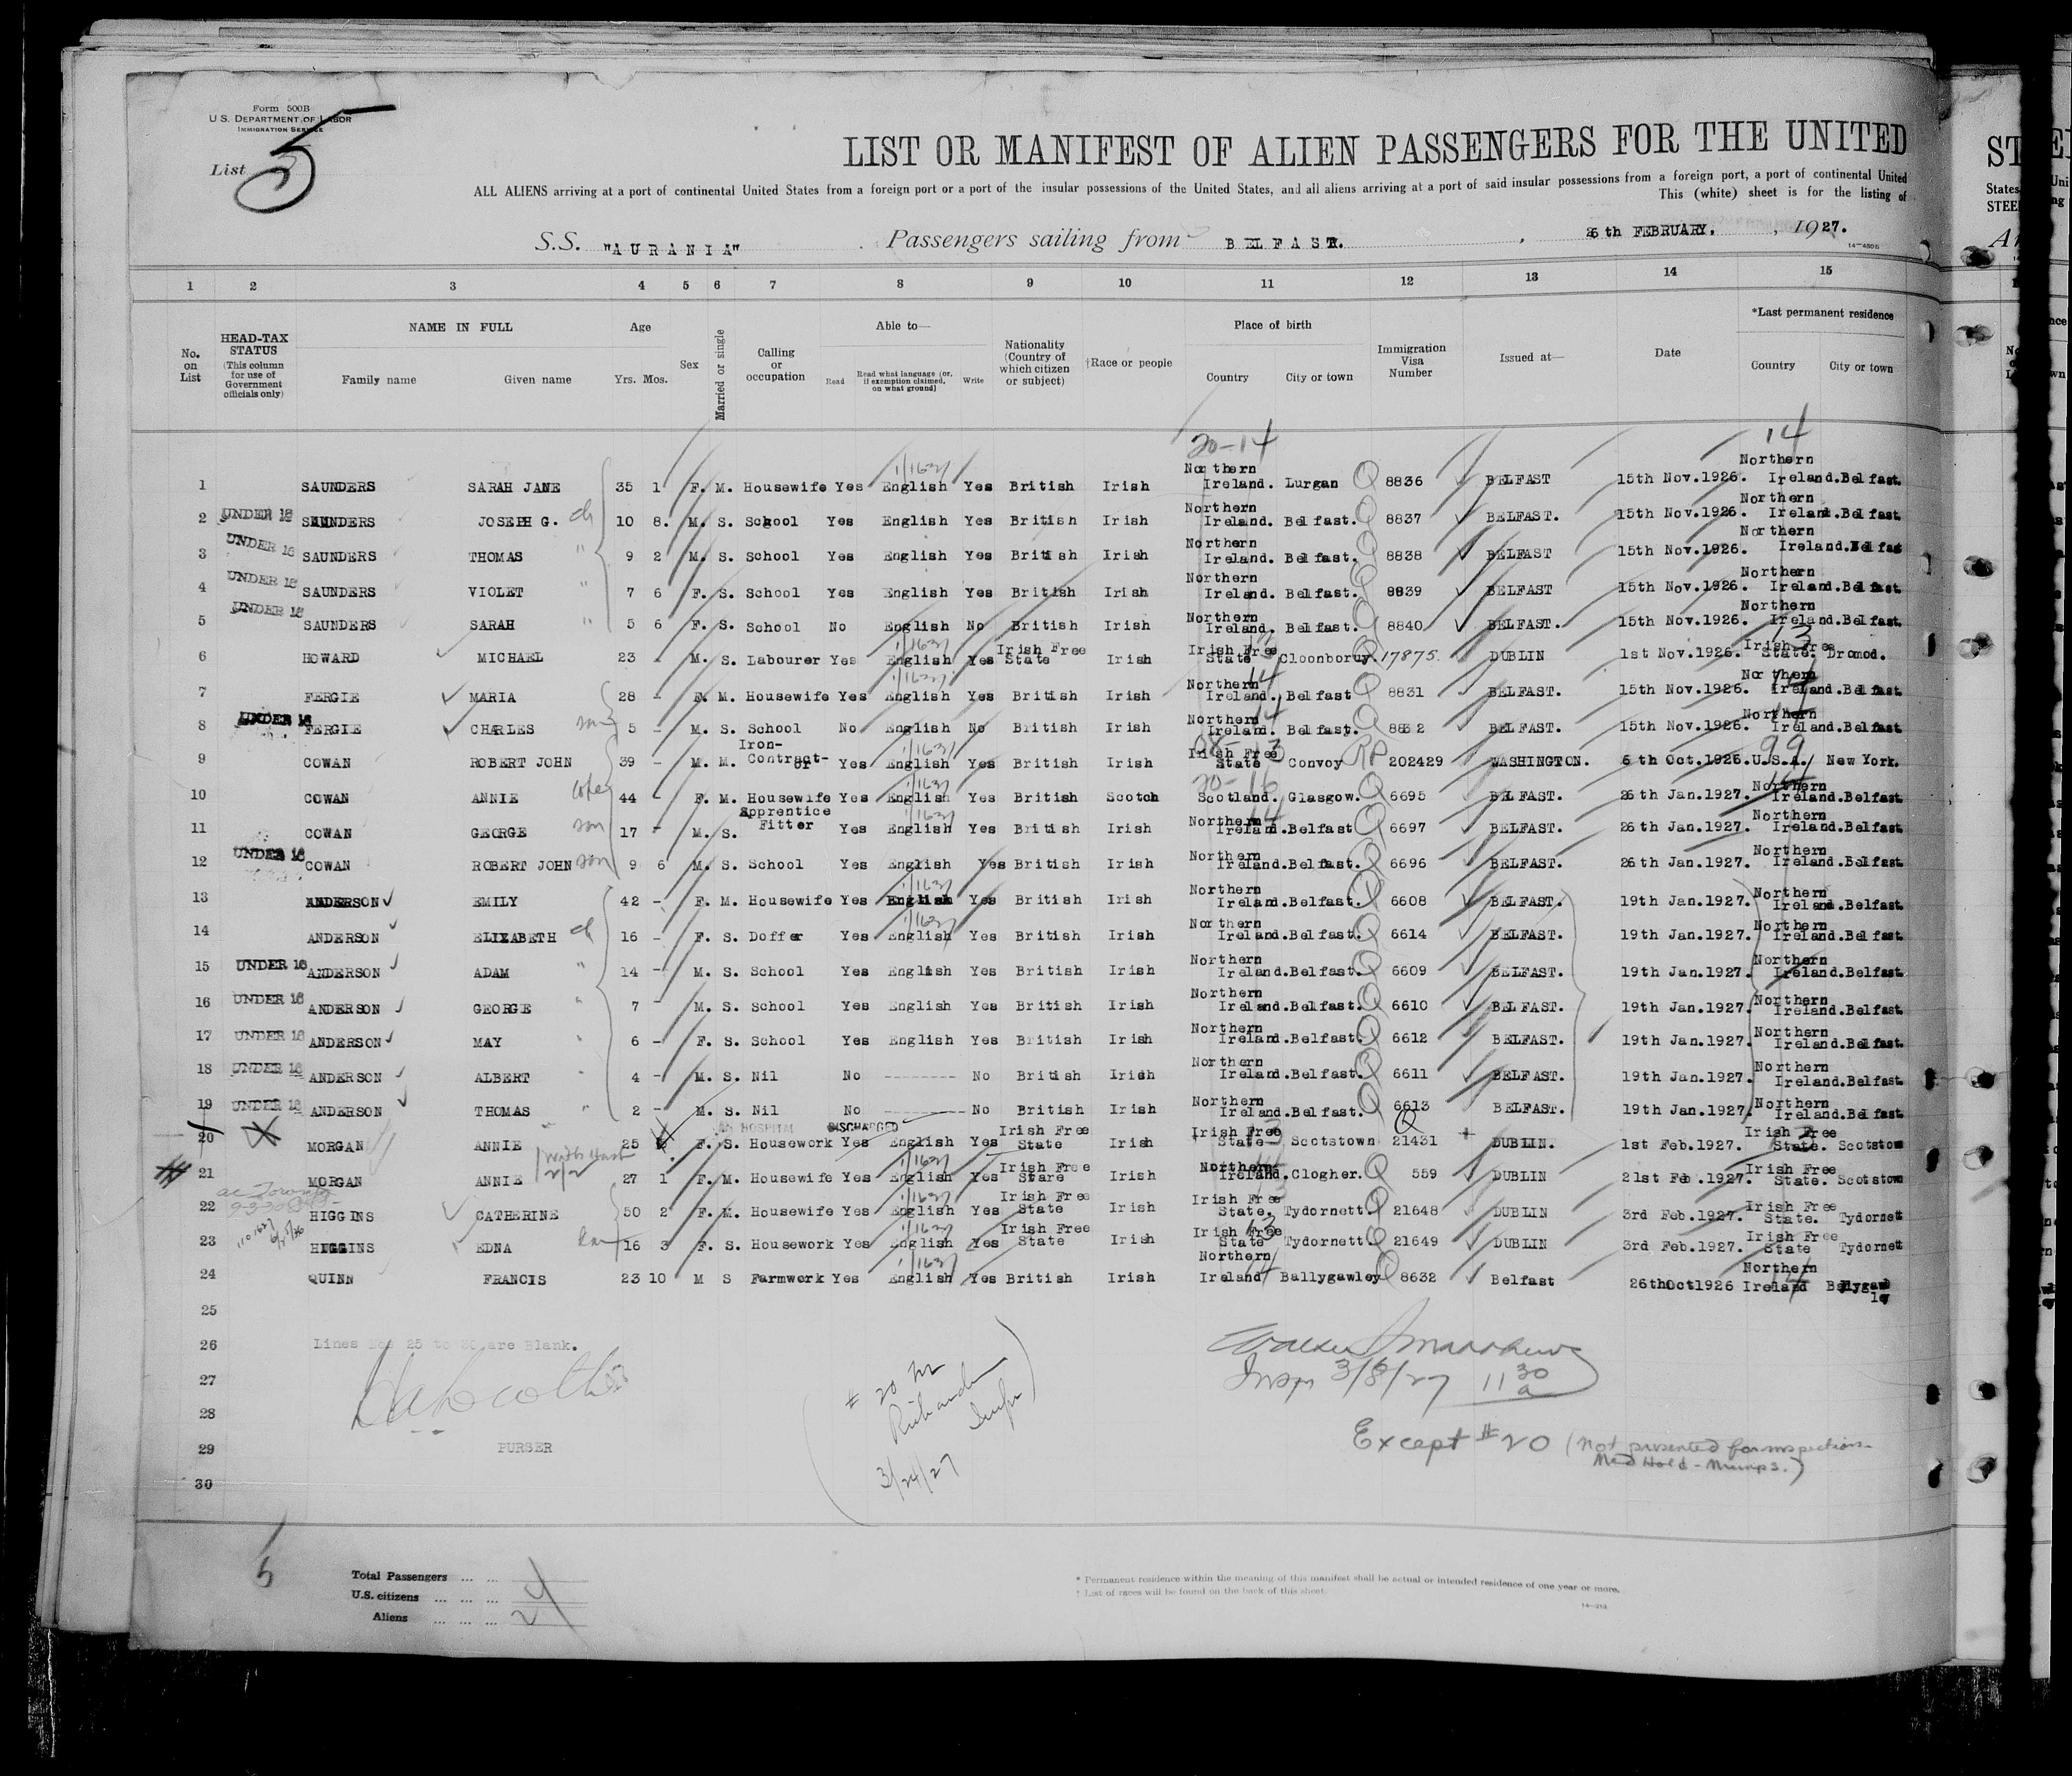 Form 500B
U.S. DEPARTMENT OF LABOR
IMMIGRATION SERVICE
List 5
LIST OR MANIFEST OF ALIEN PASSENGERS FOR THE UNITED
ALL ALIENS arriving at a port of continental United States from a foreign port or a port of the insular possessions of the United States, and all aliens arriving at a port of said insular possessions from a foreign port, a port of continental United
This (white) sheet is for the listing of
S.S. "AURANIA" Passengers sailing from BELFAST. , 26th FEBRUARY, , 1927.
14—450B
1 2 3 4 5 6 7 8 9 10 11 12 13 14 15
No. on List
HEAD-TAX STATUS (This column for use of Government officials only)
NAME IN FULL
Family name Given name
Age
Yrs. Mos.
Sex
Married or single
Calling or occupation
Able to—
Read
Read what language (or, if exemption claimed, on what ground)
Write
Nationality (Country of which citizen or subject)
†Race or people
Place of birth
Country City or town
Immigration Visa Number
Issued at—
Date
*Last permanent residence
Country City or town
20-14 14
1 SAUNDERS SARAH JANE 35 1 F. M. Housewife Yes English Yes British Irish Northern Ireland. Lurgan Q 8836 BELFAST 15th Nov.1926. Northern Ireland.Belfast.
2 UNDER 16 SAUNDERS JOSEPH G. ch 10 8. M. S. School Yes English Yes British Irish Northern Ireland. Belfast. Q 8837 BELFAST. 15th Nov.1926. Northern Ireland.Belfast.
3 UNDER 16 SAUNDERS THOMAS " 9 2 M. S. School Yes English Yes British Irish Northern Ireland. Belfast. Q 8838 BELFAST 15th Nov.1926. Northern Ireland.Belfast
4 UNDER 16 SAUNDERS VIOLET " 7 6 F. S. School Yes English Yes British Irish Northern Ireland. Belfast. Q 8839 BELFAST 15th Nov.1926. Northern Ireland.Belfast.
5 UNDER 16 SAUNDERS SARAH " 5 6 F. S. School No English No British Irish Northern Ireland. Belfast. Q 8840 BELFAST. 15th Nov.1926. Northern Ireland.Belfast.
6 HOWARD MICHAEL 23 - M. S. Labourer Yes English Yes Irish Free State Irish Irish Free State 17875 DUBLIN 1st Nov.1926. Irish Free State. Dromod.
7 FERGIE MARIA 28 - F. M. Housewife Yes English Yes British Irish Northern Ireland. Belfast Q 8831 BELFAST. 15th Nov.1926. Northern Ireland.Belfast.
8 UNDER 16 FERGIE CHARLES son 5 - M. S. School No English No British Irish Northern Ireland. Belfast. Q 8832 BELFAST. 15th Nov.1926. Northern Ireland.Belfast
9 COWAN ROBERT JOHN 39 - M. M. Iron-Contract-or Yes English Yes British Irish Irish Free State Convoy RP 202429 WASHINGTON. 6th Oct.1926. U.S.A. New York. 99
10 COWAN ANNIE wife 44 - F. M. Housewife Yes English Yes British Scotch Scotland. Glasgow. Q 6695 BELFAST. 26th Jan.1927. Northern Ireland.Belfast
11 COWAN GEORGE son 17 - M. S. Apprentice Fitter Yes English Yes British Irish Northern Ireland.Belfast Q 6697 BELFAST. 26th Jan.1927. Northern Ireland.Belfast
12 UNDER 16 COWAN ROBERT JOHN son 9 6 M. S. School Yes English Yes British Irish Northern Ireland.Belfast. Q 6696 BELFAST. 26th Jan.1927. Northern Ireland.Belfast.
13 ANDERSON EMILY 42 - F. M. Housewife Yes English Yes British Irish Northern Ireland.Belfast. Q 6608 BELFAST. 19th Jan.1927. Northern Ireland.Belfast.
14 ANDERSON ELIZABETH ch 16 - F. S. Doffer Yes English Yes British Irish Northern Ireland.Belfast. Q 6614 BELFAST. 19th Jan.1927. Northern Ireland.Belfast.
15 UNDER 16 ANDERSON ADAM " 14 - M. S. School Yes English Yes British Irish Northern Ireland.Belfast. Q 6609 BELFAST. 19th Jan.1927. Northern Ireland.Belfast.
16 UNDER 16 ANDERSON GEORGE " 7 - M. S. School Yes English Yes British Irish Northern Ireland.Belfast. Q 6610 BELFAST. 19th Jan.1927. Northern Ireland.Belfast.
17 UNDER 16 ANDERSON MAY " 6 - F. S. School Yes English Yes British Irish Northern Ireland.Belfast. Q 6612 BELFAST. 19th Jan.1927. Northern Ireland.Belfast.
18 UNDER 16 ANDERSON ALBERT " 4 - M. S. Nil No -------- No British Irish Northern Ireland.Belfast. Q 6611 BELFAST. 19th Jan.1927. Northern Ireland.Belfast.
19 UNDER 16 ANDERSON THOMAS " 2 - M. S. Nil No -------- No British Irish Northern Ireland.Belfast. Q 6613 BELFAST. 19th Jan.1927. Northern Ireland.Belfast
IN HOSPITAL DISCHARGED
20 X MORGAN ANNIE 25 F. S. Housework Yes English Yes Irish Free State Irish Irish Free State Scotstown Q 21431 DUBLIN. 1st Feb.1927. Irish Free State. Scotstown
21 MORGAN ANNIE 27 1 F. M. Housewife Yes English Yes Irish Free Stare Irish Northern Ireland. Clogher. Q 559 DUBLIN 21st Feb.1927. Irish Free State. Scotstown
22 HIGGINS CATHERINE 50 2 F. M. Housewife Yes English Yes Irish Free State Irish Irish Free State. Tydornett Q 21648 DUBLIN 3rd Feb.1927. Irish Free State. Tydornett
23 HIGGINS EDNA dau 16 3 F. S. Housework Yes English Yes Irish Free State Irish Irish Free State Tydornett Q 21649 DUBLIN 3rd Feb.1927. Irish Free State Tydornett
24 QUINN FRANCIS 23 10 M S Farmwork Yes English Yes British Irish Northern Ireland Ballygawley Q 8632 Belfast 26thOct1926 Northern Ireland Ballygawley
25
26 Lines Nos 25 to 30 are Blank.
27
28
29 PURSER
30
# 20
3/24/27
Insp 3/8/27 11 30 a
Except #20 (Not presented for inspection.
Med Hold - Mumps.)
5
Total Passengers ... ...
U.S. citizens ... ... ...
Aliens ... ... ... 24
* Permanent residence within the meaning of this manifest shall be actual or intended residence of one year or more.
† List of races will be found on the back of this sheet.